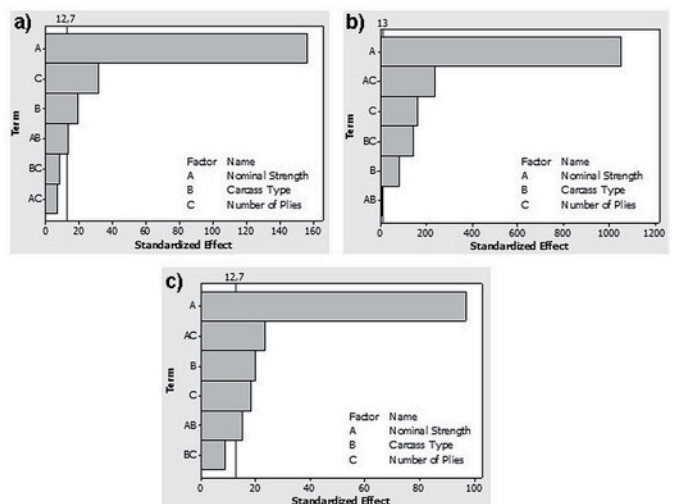 a)
12,7
Term
A
C
B
AB
BC
AC
Factor Name
A Nominal Strength
B Carcass Type
C Number of Plies
0 20 40 60 80 100 120 140 160
Standardized Effect
b)
13
Term
A
AC
C
BC
B
AB
Factor Name
A Nominal Strength
B Carcass Type
C Number of Plies
0 200 400 600 800 1000 1200
Standardized Effect
c)
12,7
Term
A
AC
B
C
AB
BC
Factor Name
A Nominal Strength
B Carcass Type
C Number of Plies
0 20 40 60 80 100
Standardized Effect